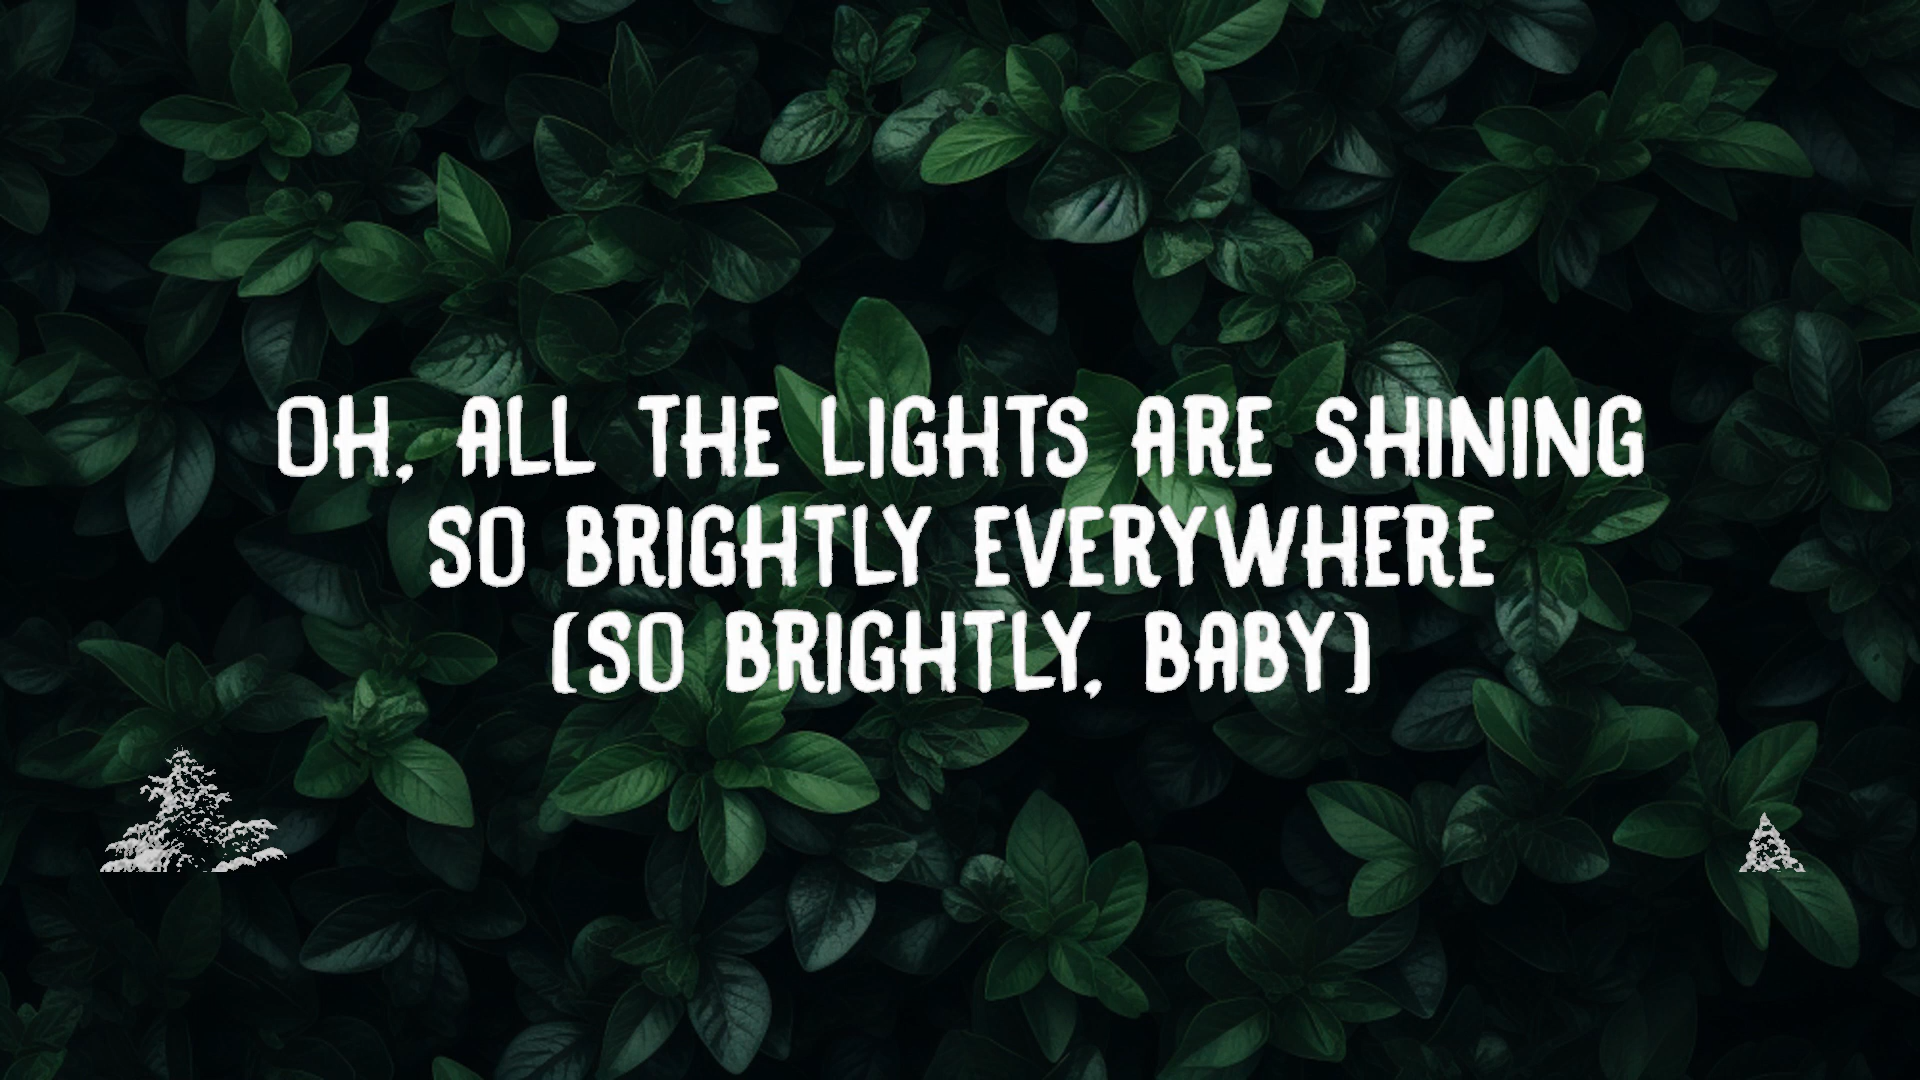 OH, ALL THE LIGHTS ARE SHINING
SO BRIGHTLY EVERYWHERE
(SO BRIGHTLY, BABY)